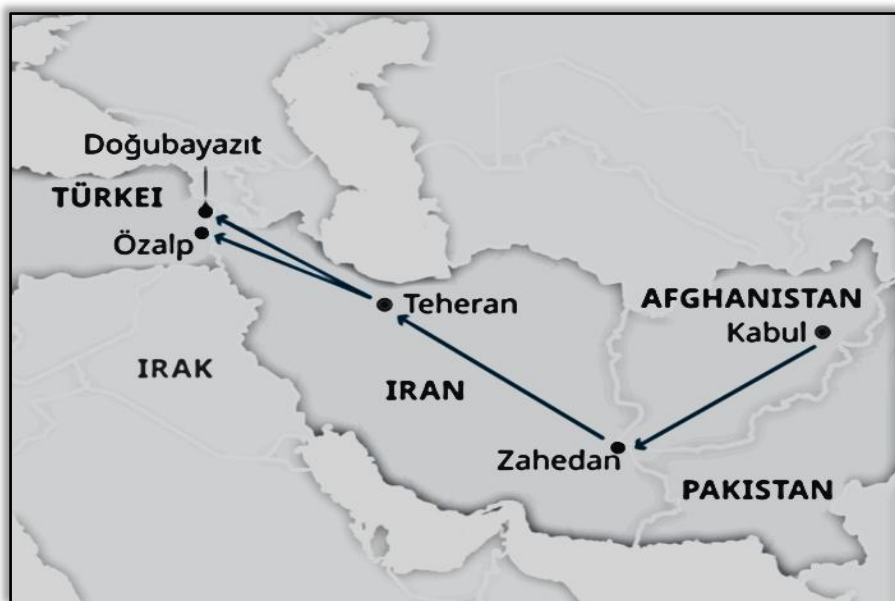 Doğubayazıt
TÜRKEI
Özalp
Teheran
AFGHANISTAN
Kabul
IRAK
IRAN
Zahedan
PAKISTAN